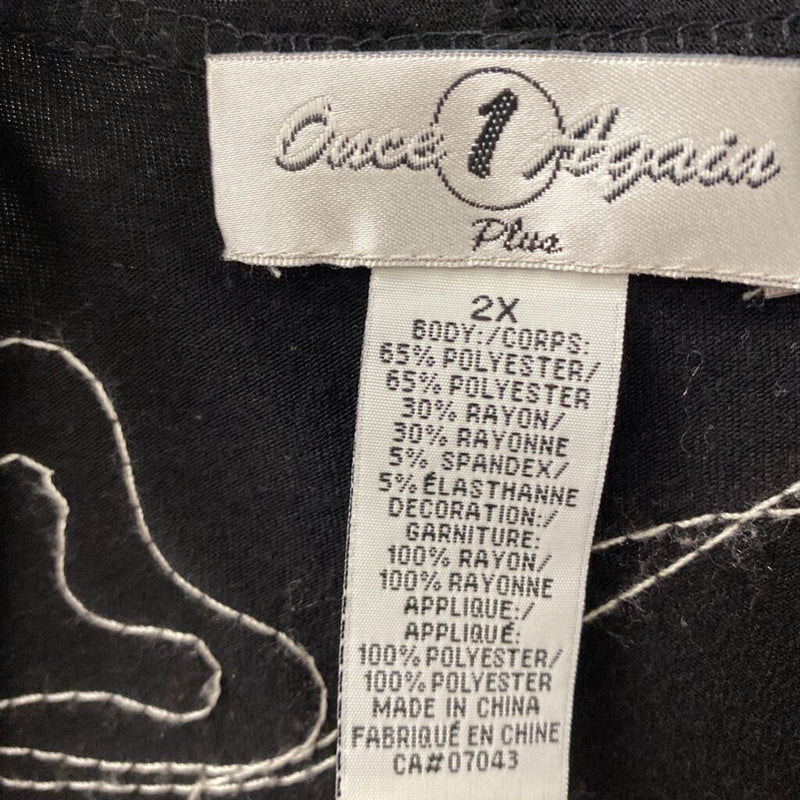 Once 1 Again
Plus
2X
BODY:/CORPS:
65% POLYESTER/
65% POLYESTER
30% RAYON/
30% RAYONNE
5% SPANDEX/
5% ÉLASTHANNE
DECORATION:/
GARNITURE:
100% RAYON/
100% RAYONNE
APPLIQUE:/
APPLIQUÉ:
100% POLYESTER/
100% POLYESTER
MADE IN CHINA
FABRIQUÉ EN CHINE
CA#07043